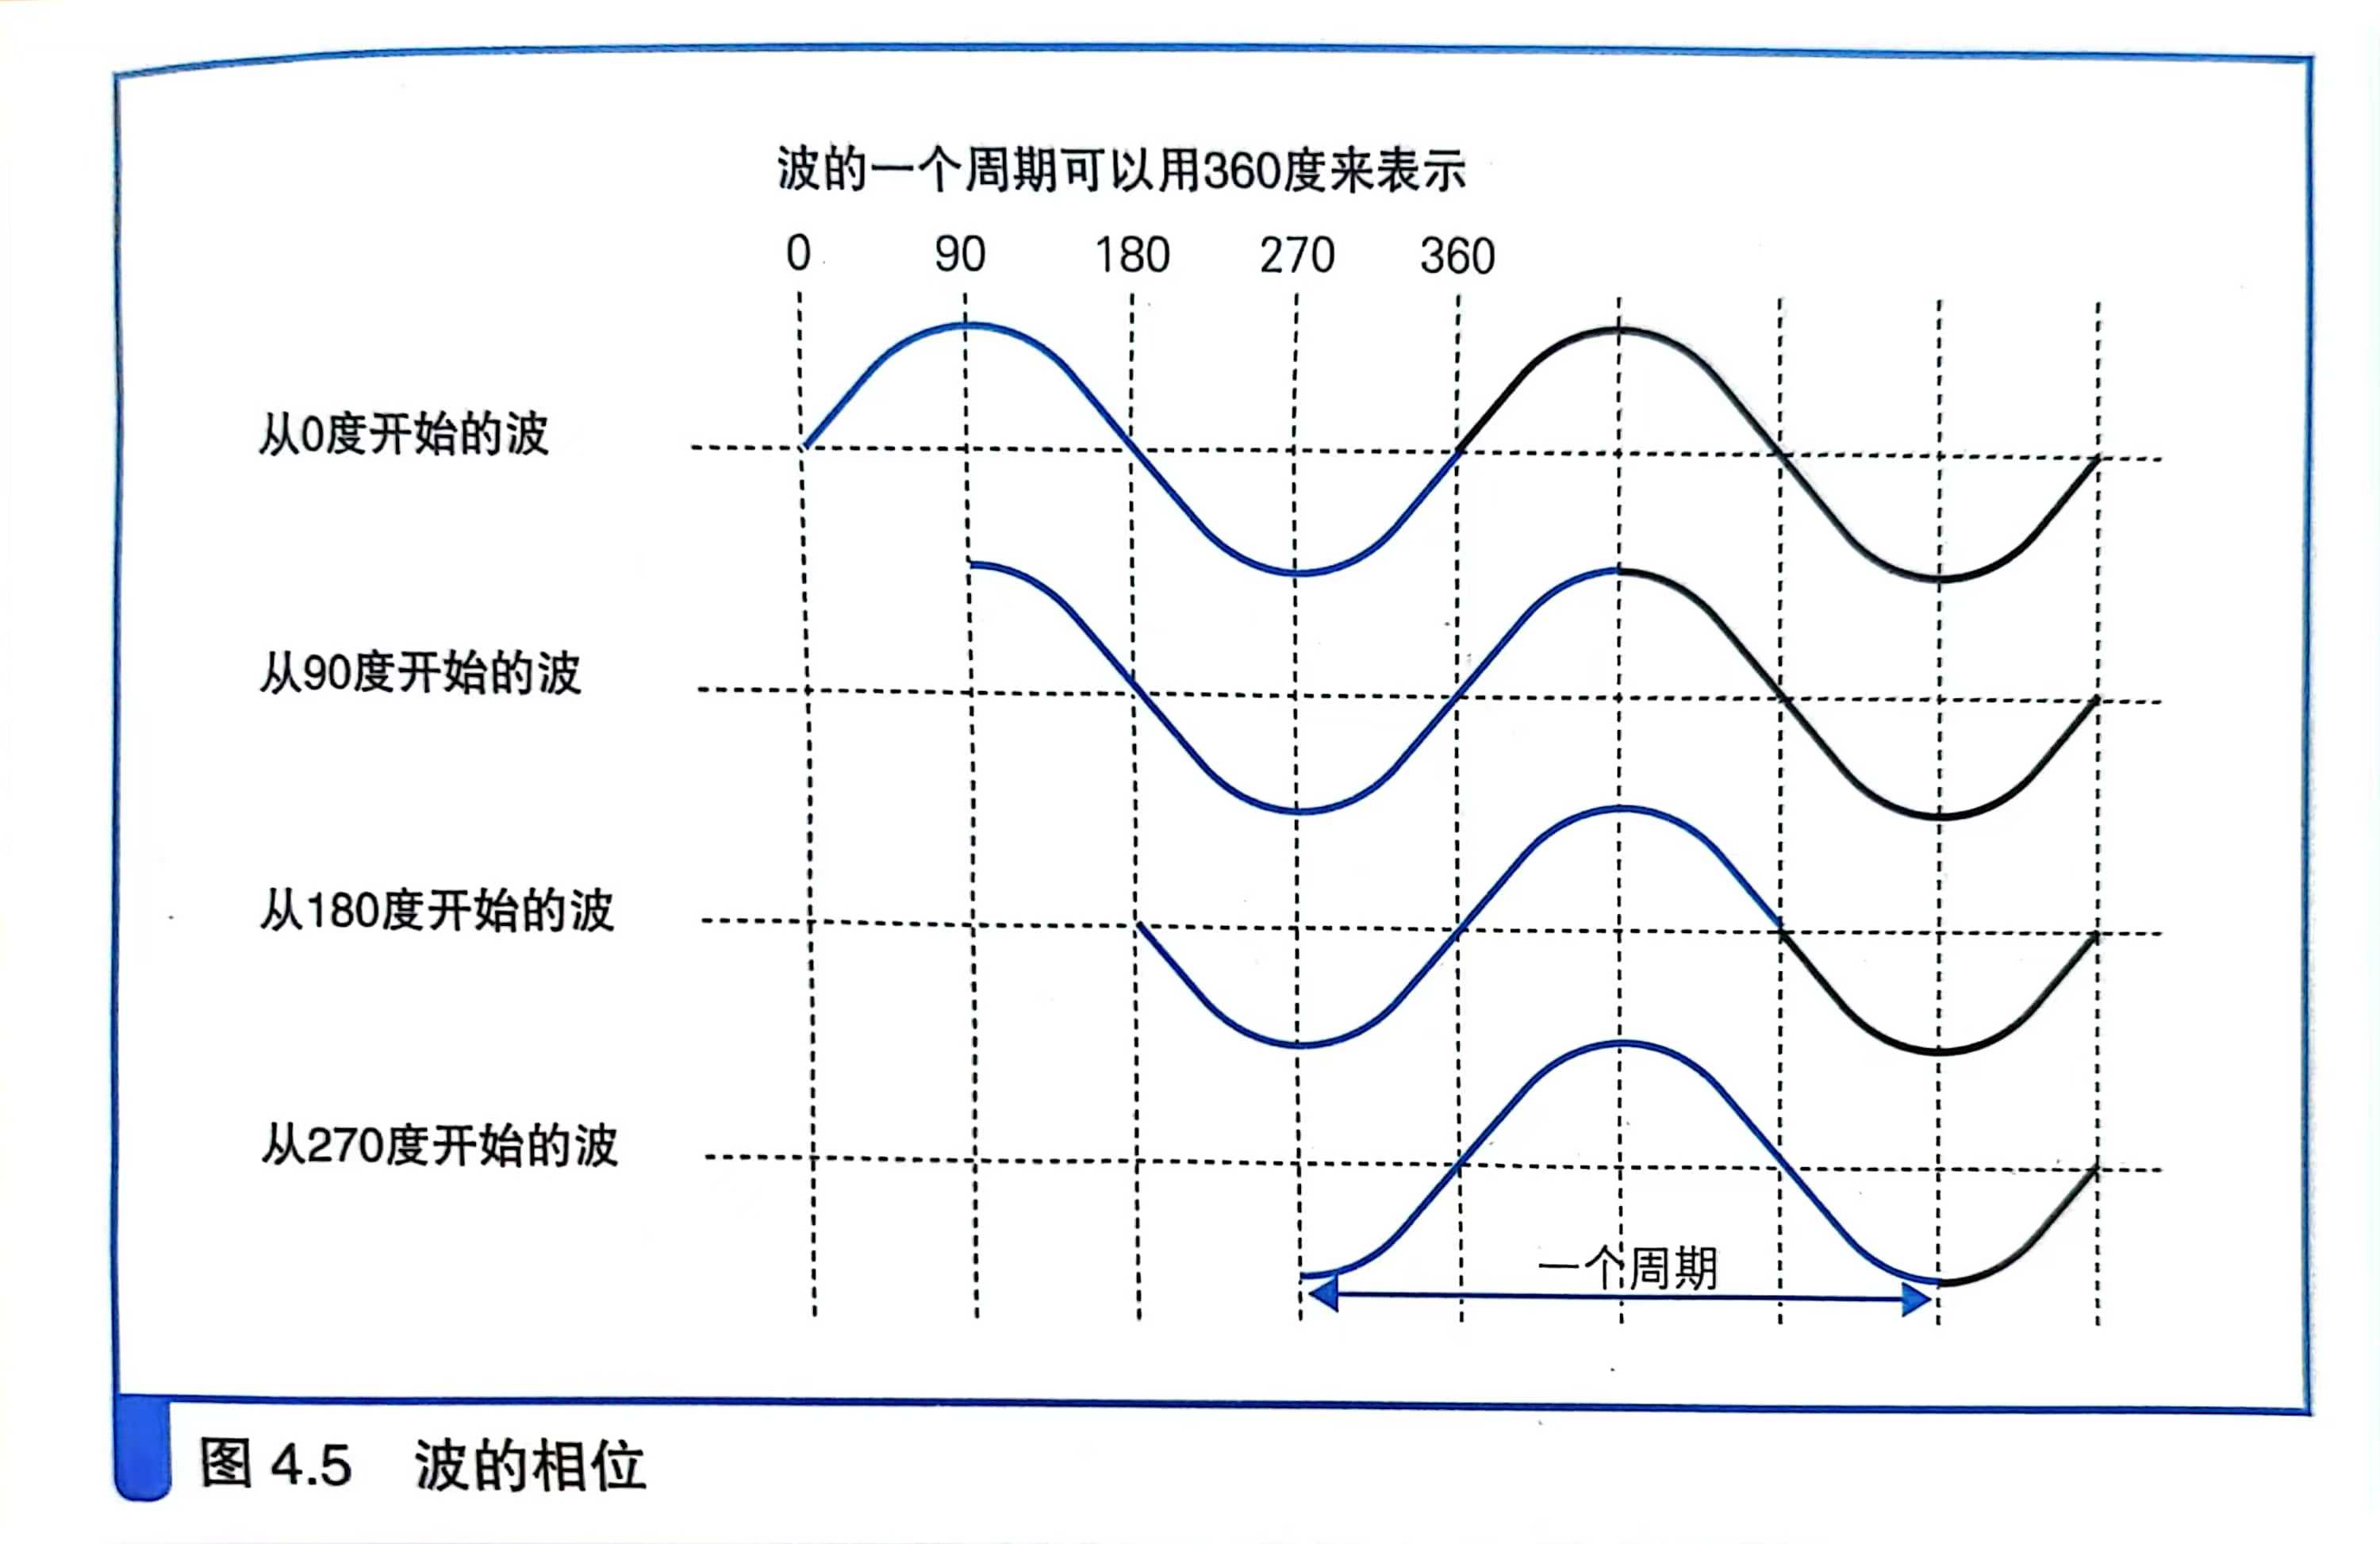 波的一个周期可以用360度来表示
0 90 180 270 360
从0度开始的波
从90度开始的波
从180度开始的波
从270度开始的波
一个周期
图 4.5 波的相位